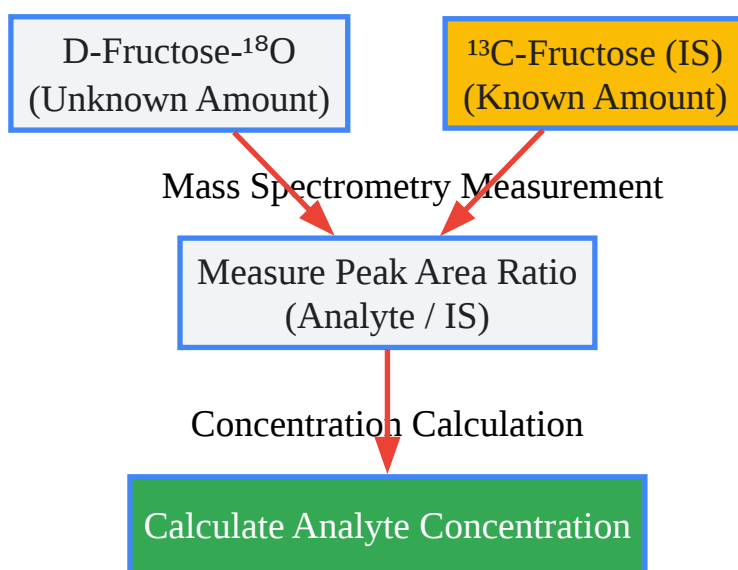 D-Fructose-¹⁸O
(Unknown Amount)
¹³C-Fructose (IS)
(Known Amount)
Mass Spectrometry Measurement
Measure Peak Area Ratio
(Analyte / IS)
Concentration Calculation
Calculate Analyte Concentration